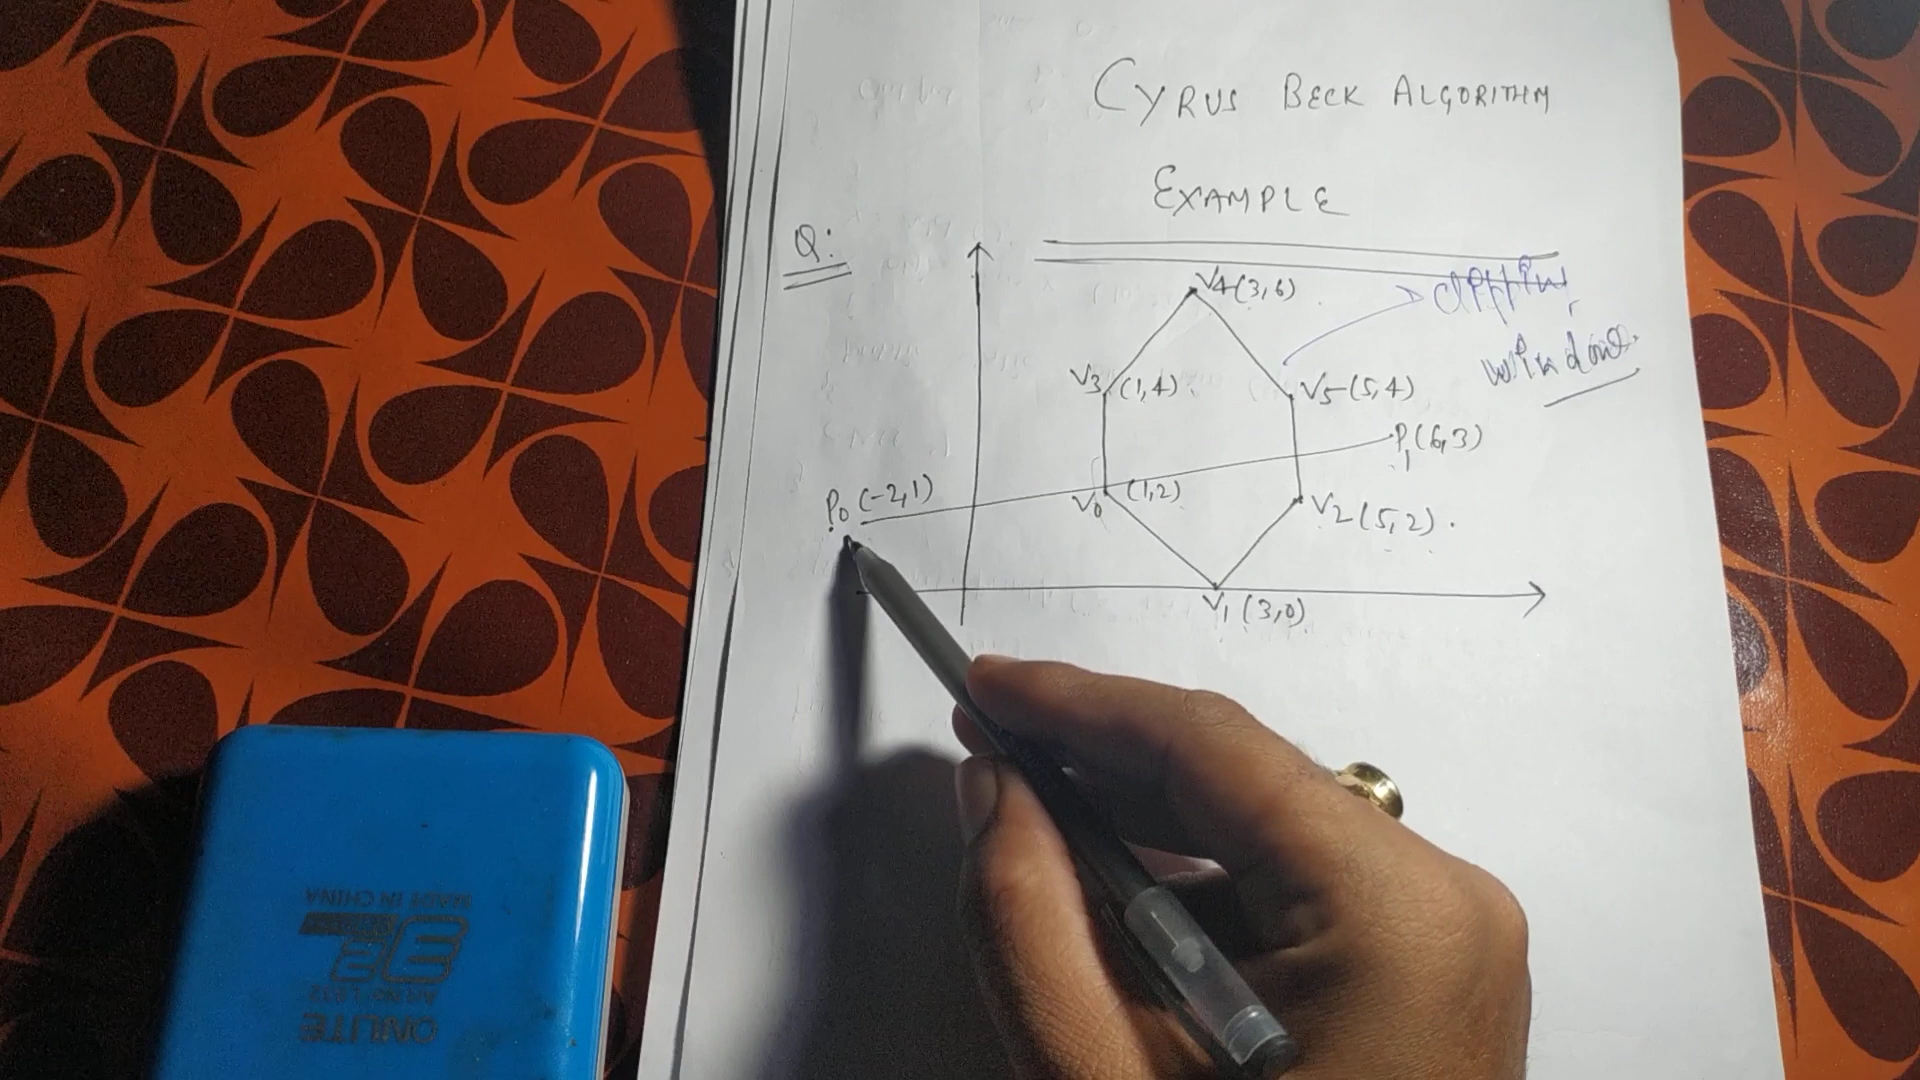 CYRUS BECK ALGORITHM
EXAMPLE
Q:
V4(3,6)
clipping
window.
V3 (1,4)
V5-(5,4)
P1(6,3)
P0(-2,1)
V0 (1,2)
V2(5,2).
V1(3,0)
MADE IN CHINA
ONLITE